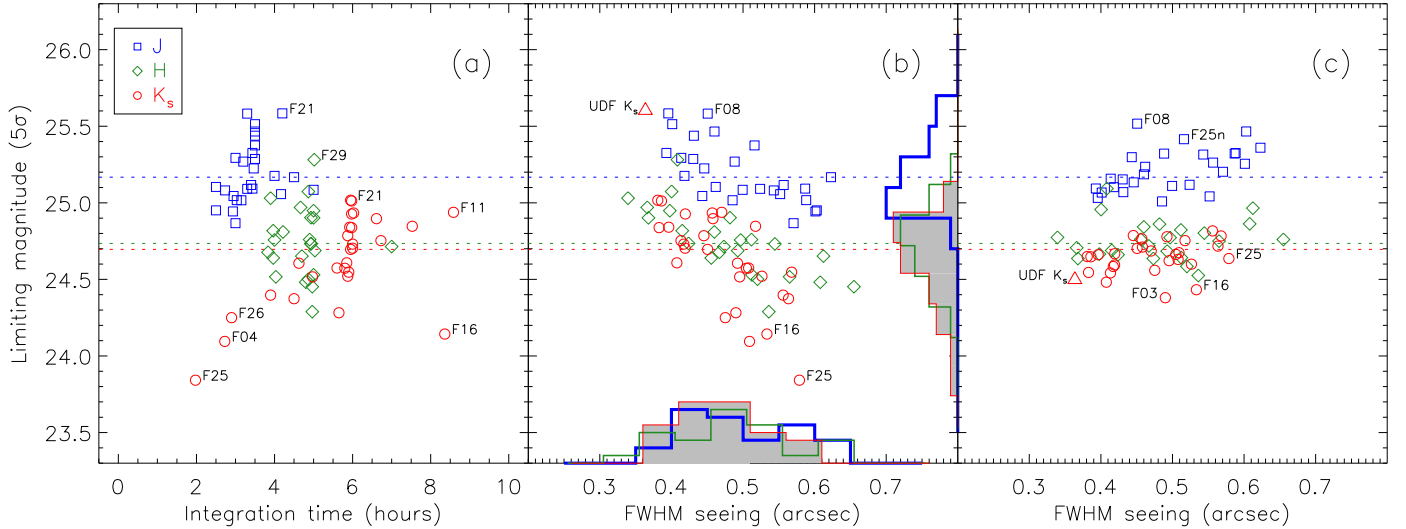 26.0
25.5
25.0
24.5
24.0
23.5
Limiting magnitude (5σ)
J
H
Ks
(a)
F21
F29
F21
F11
F26
F04
F16
F25
0 2 4 6 8 10
Integration time (hours)
(b)
UDF Ks
F08
F16
F25
0.3 0.4 0.5 0.6 0.7
FWHM seeing (arcsec)
(c)
F08
F25n
UDF Ks
F25
F03
F16
0.3 0.4 0.5 0.6 0.7
FWHM seeing (arcsec)